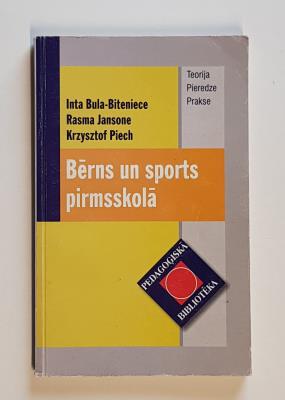 Teorija
Pieredze
Prakse
Inta Bula-Biteniece
Rasma Jansone
Krzysztof Piech
Bērns un sports
pirmsskolā
PEDAGOĢISKĀ
BIBLIOTĒKA